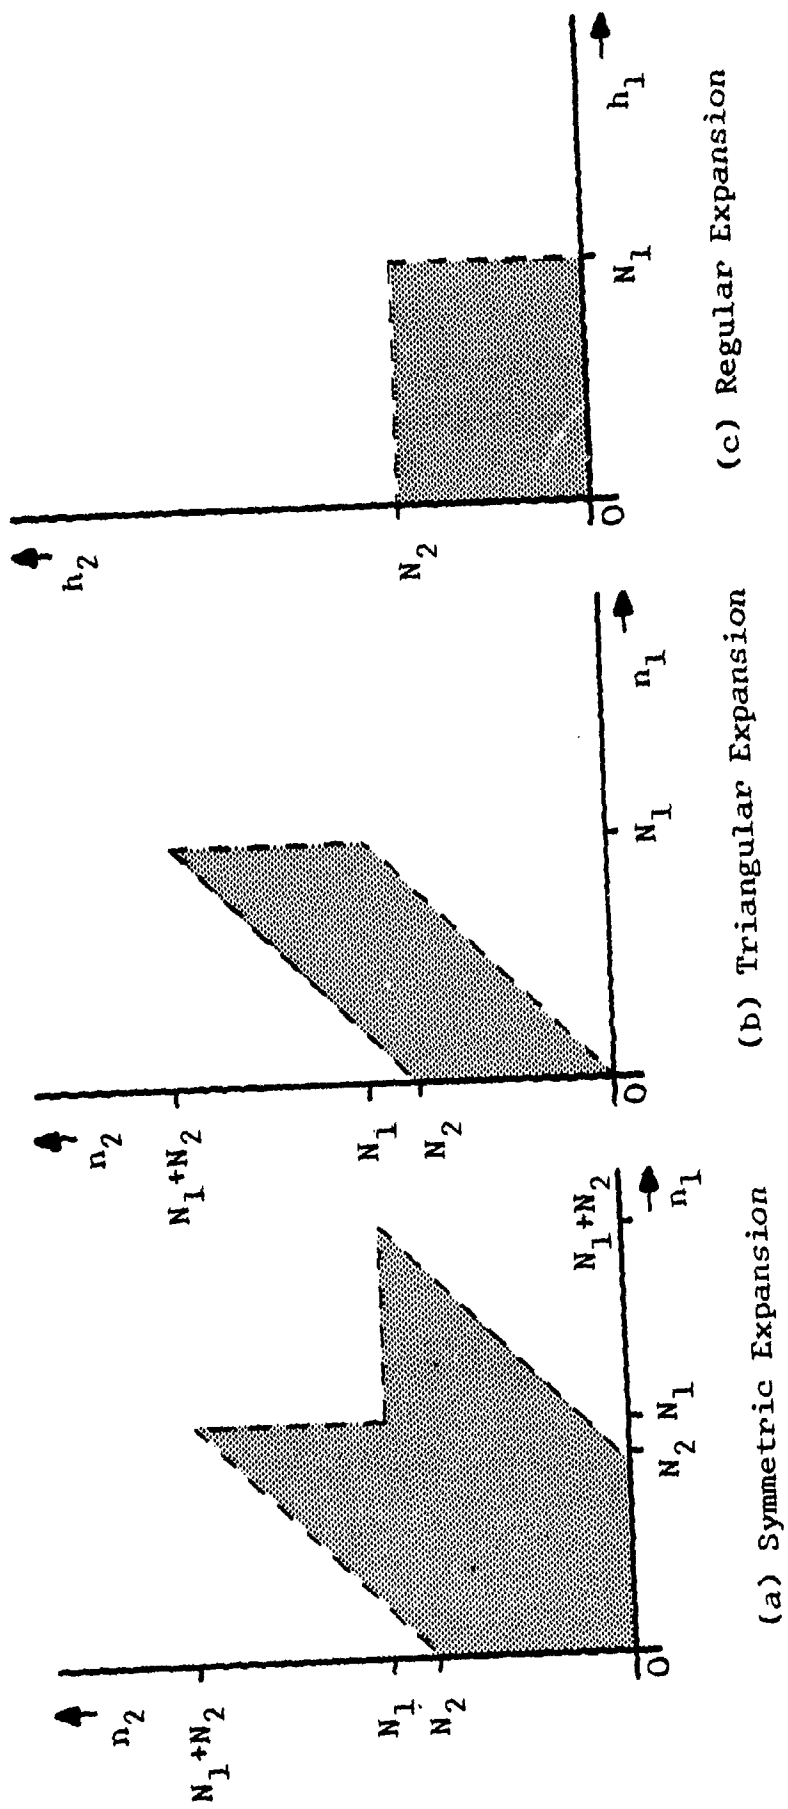 n2
N1+N2
N1
N2
0
N2 N1
N1+N2
n1
(a) Symmetric Expansion
n2
N1+N2
N1
N2
0
N1
n1
(b) Triangular Expansion
h2
N2
0
N1
h1
(c) Regular Expansion